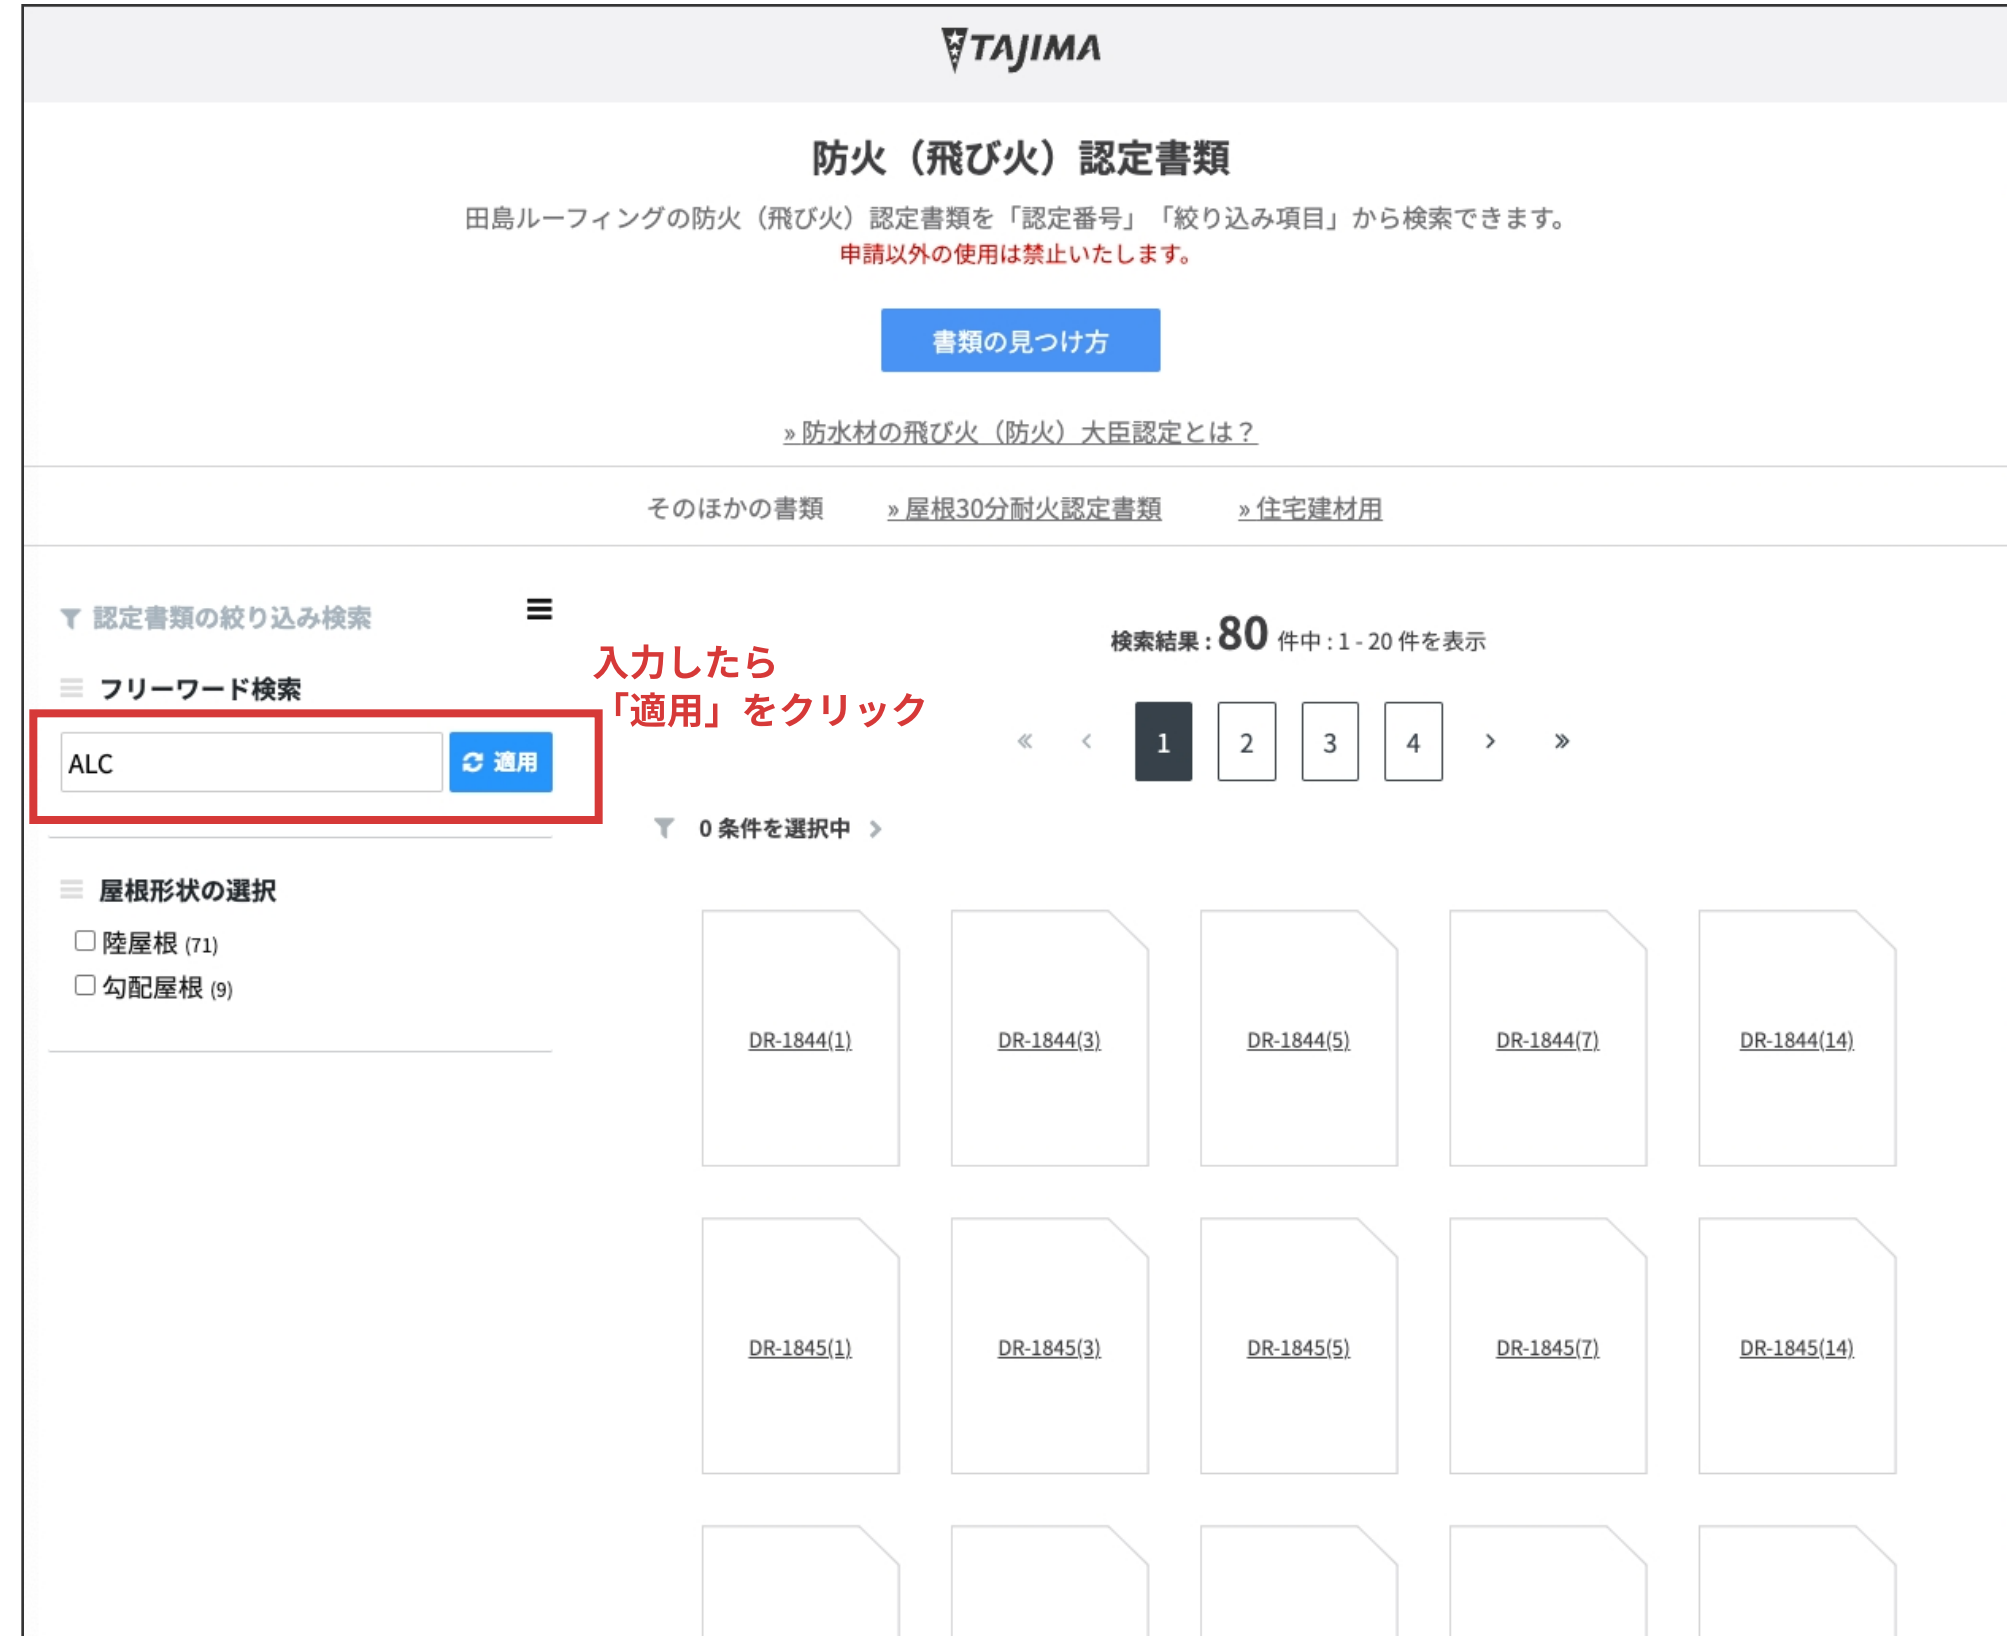 TAJIMA
防火（飛び火）認定書類
田島ルーフィングの防火（飛び火）認定書類を「認定番号」「絞り込み項目」から検索できます。
申請以外の使用は禁止いたします。
書類の見つけ方
» 防水材の飛び火（防火）大臣認定とは？
そのほかの書類 » 屋根30分耐火認定書類 » 住宅建材用
認定書類の絞り込み検索
フリーワード検索
ALC 適用
入力したら
「適用」をクリック
屋根形状の選択
陸屋根 (71)
勾配屋根 (9)
検索結果 : 80 件中 : 1 - 20 件を表示
« ‹ 1 2 3 4 › »
0 条件を選択中 >
DR-1844(1) DR-1844(3) DR-1844(5) DR-1844(7) DR-1844(14)
DR-1845(1) DR-1845(3) DR-1845(5) DR-1845(7) DR-1845(14)